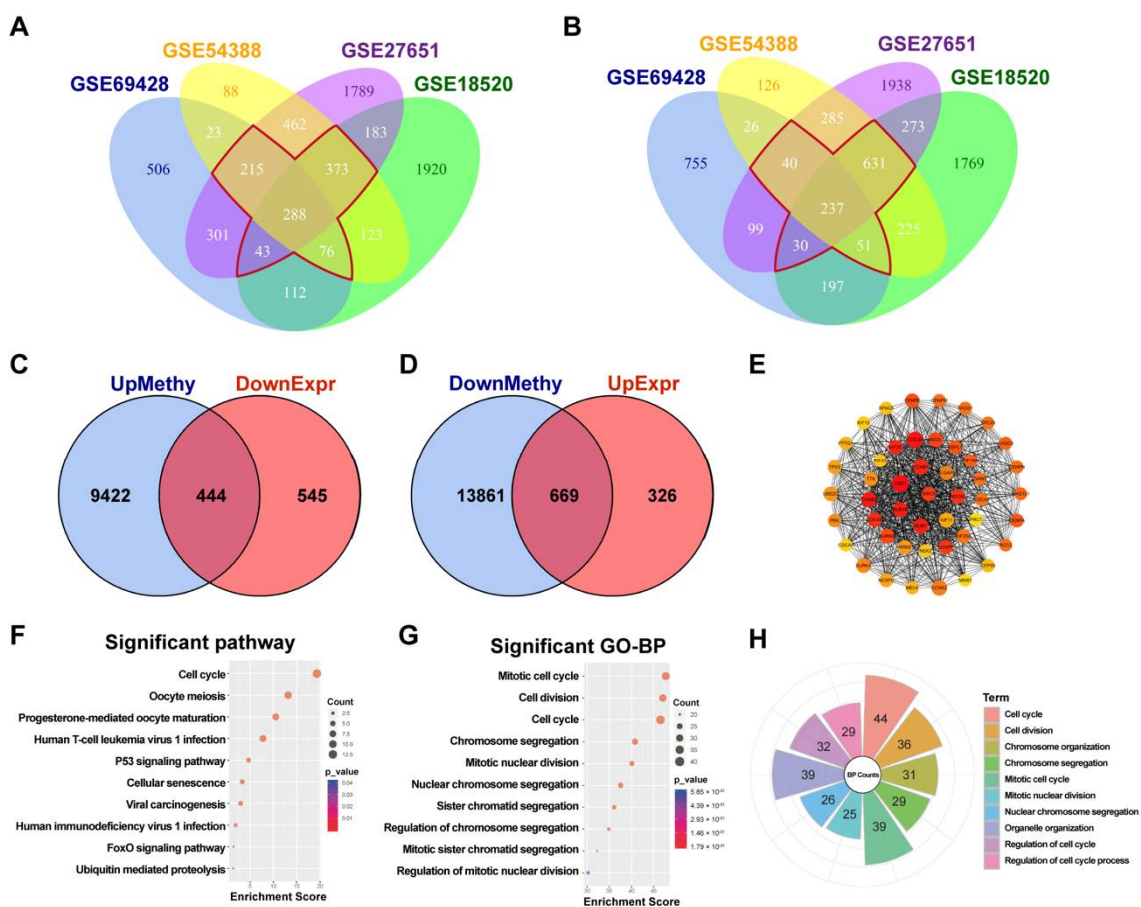 A
GSE54388
GSE27651
GSE69428
GSE18520
88
1789
23
462
183
506
215
373
1920
288
301
123
43
76
112
B
GSE54388
GSE27651
GSE69428
GSE18520
126
1938
26
285
273
755
40
631
1769
237
99
225
30
51
197
C
UpMethy
DownExpr
9422
444
545
D
DownMethy
UpExpr
13861
669
326
E
F
Significant pathway
Cell cycle
Oocyte meiosis
Progesterone-mediated oocyte maturation
Human T-cell leukemia virus 1 infection
P53 signaling pathway
Cellular senescence
Viral carcinogenesis
Human immunodeficiency virus 1 infection
FoxO signaling pathway
Ubiquitin mediated proteolysis
5
10
15
20
Enrichment Score
Count
2.5
5.0
7.5
10.0
12.5
p_value
0.04
0.03
0.02
0.01
G
Significant GO-BP
Mitotic cell cycle
Cell division
Cell cycle
Chromosome segregation
Mitotic nuclear division
Nuclear chromosome segregation
Sister chromatid segregation
Regulation of chromosome segregation
Mitotic sister chromatid segregation
Regulation of mitotic nuclear division
30
35
40
45
Enrichment Score
Count
20
25
30
35
40
p_value
H
44
36
31
29
39
25
26
39
32
29
BP Counts
Term
Cell cycle
Cell division
Chromosome organization
Chromosome segregation
Mitotic cell cycle
Mitotic nuclear division
Nuclear chromosome segregation
Organelle organization
Regulation of cell cycle
Regulation of cell cycle process